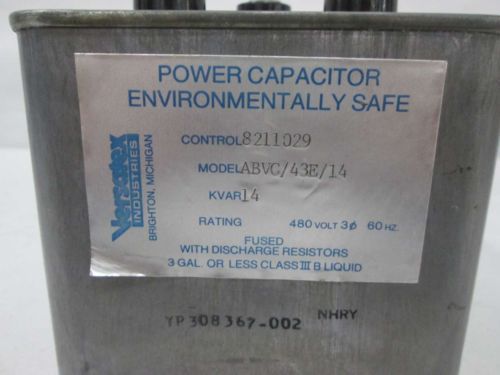 POWER CAPACITOR
ENVIRONMENTALLY SAFE
CONTROL 8211029
MODEL ABVC/43E/14
KVAR 14
RATING 480 VOLT 3ø 60 HZ.
FUSED
WITH DISCHARGE RESISTORS
3 GAL. OR LESS CLASS III B LIQUID
Versatex
INDUSTRIES
BRIGHTON, MICHIGAN
YP308367-002 NHRY